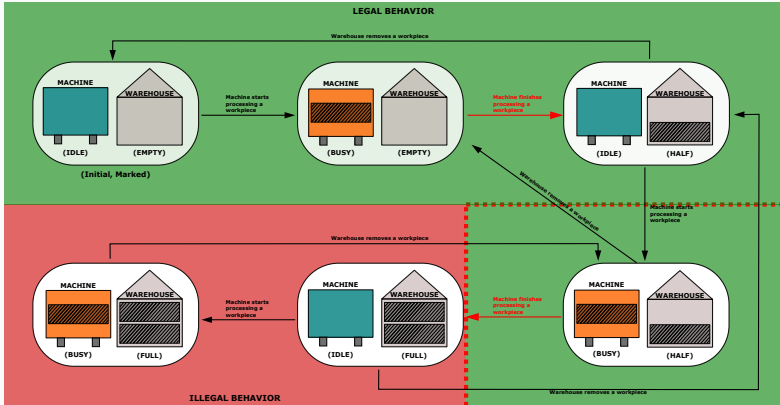 LEGAL BEHAVIOR
Warehouse removes a workpiece
MACHINE
WAREHOUSE
(IDLE)
(EMPTY)
(Initial, Marked)
Machine starts
processing a
workpiece
MACHINE
WAREHOUSE
(BUSY)
(EMPTY)
Machine finishes
processing a
workpiece
MACHINE
WAREHOUSE
(IDLE)
(HALF)
Warehouse removes a workpiece
Machine starts
processing a
workpiece
Warehouse removes a workpiece
MACHINE
WAREHOUSE
(BUSY)
(FULL)
Machine starts
processing a
workpiece
MACHINE
WAREHOUSE
(IDLE)
(FULL)
Machine finishes
processing a
workpiece
MACHINE
WAREHOUSE
(BUSY)
(HALF)
Warehouse removes a workpiece
ILLEGAL BEHAVIOR